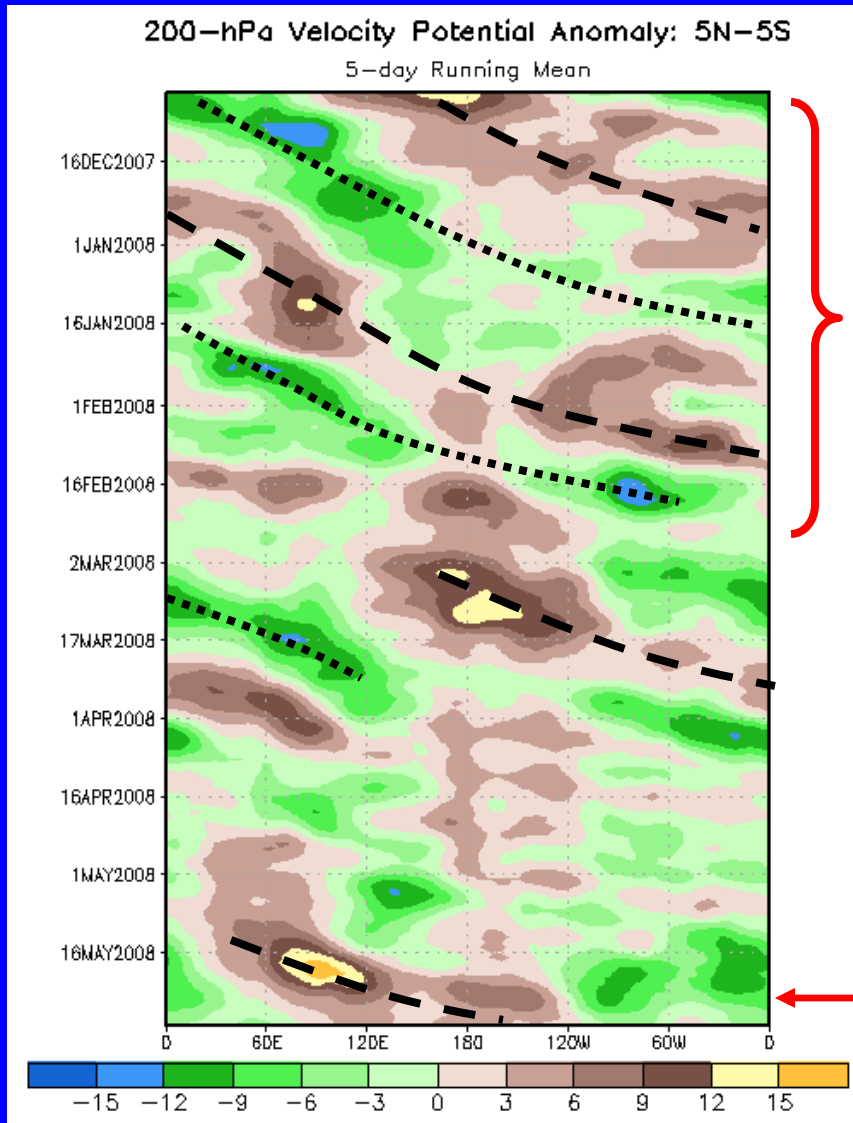 200-hPa Velocity Potential Anomaly: 5N-5S
5-day Running Mean
16DEC2007
1JAN2008
16JAN2008
1FEB2008
16FEB2008
2MAR2008
17MAR2008
1APR2008
16APR2008
1MAY2008
16MAY2008
0 60E 120E 180 120W 60W 0
-15 -12 -9 -6 -3 0 3 6 9 12 15